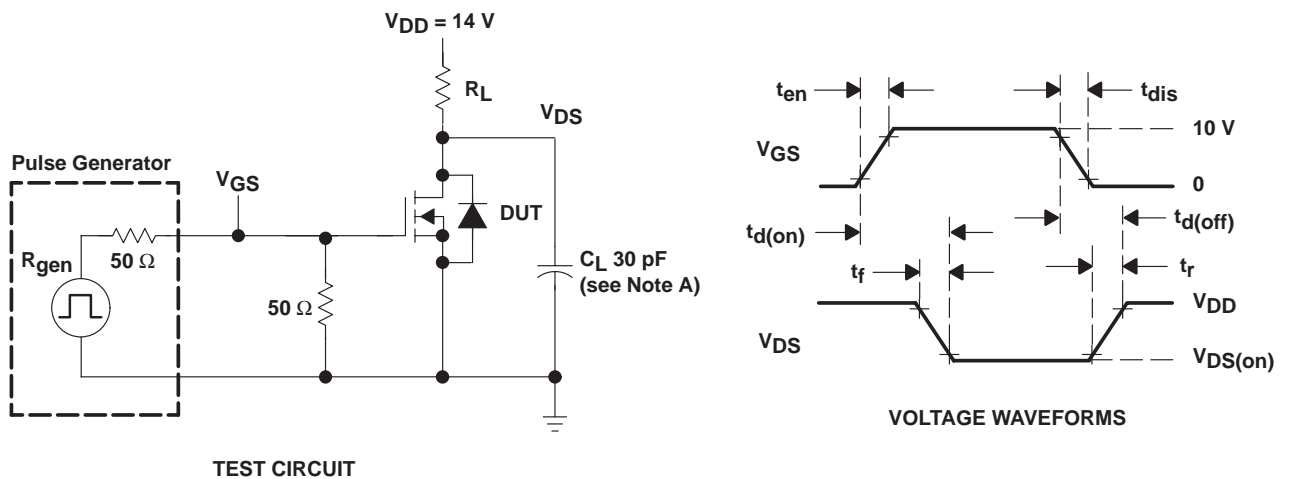 VDD = 14 V
RL
VDS
Pulse Generator
VGS
DUT
Rgen
50 Ω
50 Ω
CL 30 pF
(see Note A)
TEST CIRCUIT
ten
tdis
10 V
VGS
0
td(on)
td(off)
tf
tr
VDD
VDS
VDS(on)
VOLTAGE WAVEFORMS